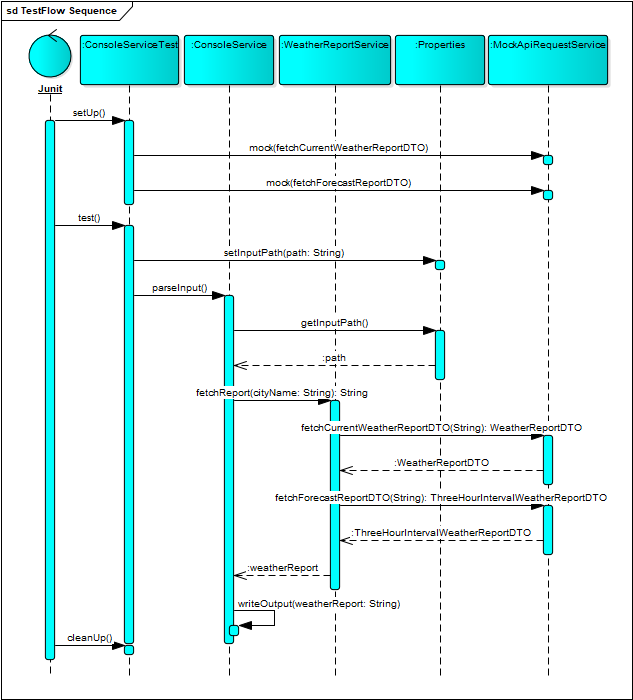 sd TestFlow Sequence
Junit
:ConsoleServiceTest
:ConsoleService
:WeatherReportService
:Properties
:MockApiRequestService
setUp()
mock(fetchCurrentWeatherReportDTO)
mock(fetchForecastReportDTO)
test()
setInputPath(path: String)
parseInput()
getInputPath()
:path
fetchReport(cityName: String): String
fetchCurrentWeatherReportDTO(String): WeatherReportDTO
:WeatherReportDTO
fetchForecastReportDTO(String): ThreeHourIntervalWeatherReportDTO
:ThreeHourIntervalWeatherReportDTO
:weatherReport
writeOutput(weatherReport: String)
cleanUp()